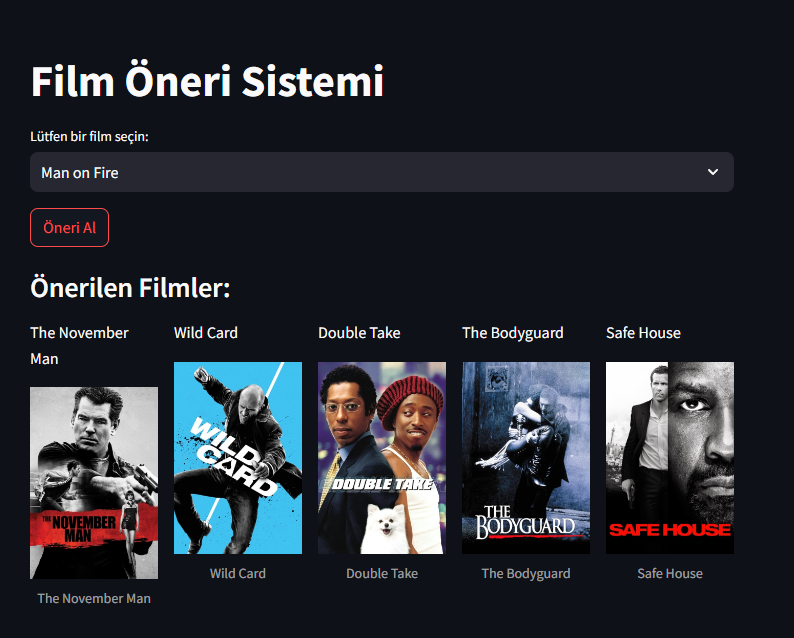 Film Öneri Sistemi
Lütfen bir film seçin:
Man on Fire
Öneri Al
Önerilen Filmler:
The November
Man
Wild Card
Double Take
The Bodyguard
Safe House
THE NOVEMBER
MAN
WILD
CARD
DOUBLE TAKE
THE
BODYGUARD
SAFE HOUSE
The November Man
Wild Card
Double Take
The Bodyguard
Safe House